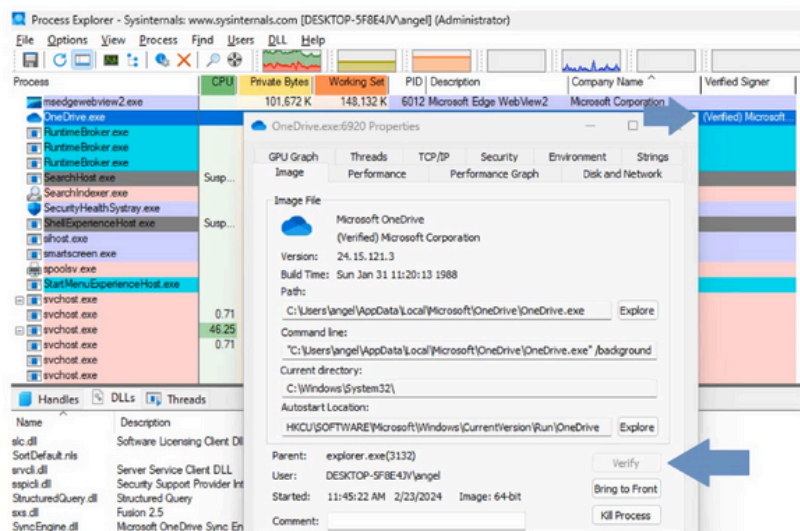 Process Explorer - Sysinternals: www.sysinternals.com [DESKTOP-5F8E4JV\angel] (Administrator)
File Options View Process Find Users DLL Help
Process CPU Private Bytes Working Set PID Description Company Name Verified Signer
msedgewebview2.exe 101,672 K 148,132 K 6012 Microsoft Edge WebView2 Microsoft Corporation
OneDrive.exe (Verified) Microsoft...
RuntimeBroker.exe
RuntimeBroker.exe
RuntimeBroker.exe
SearchHost.exe Susp...
SearchIndexer.exe
SecurityHealthSystray.exe
ShellExperienceHost.exe Susp...
sihost.exe
smartscreen.exe
spoolsv.exe
StartMenuExperienceHost.exe
svchost.exe
svchost.exe 0.71
svchost.exe 46.25
svchost.exe 0.71
svchost.exe
svchost.exe
OneDrive.exe:6920 Properties
GPU Graph Threads TCP/IP Security Environment Strings
Image Performance Performance Graph Disk and Network
Image File
Microsoft OneDrive
(Verified) Microsoft Corporation
Version: 24.15.121.3
Build Time: Sun Jan 31 11:20:13 1988
Path:
C:\Users\angel\AppData\Local\Microsoft\OneDrive\OneDrive.exe Explore
Command line:
"C:\Users\angel\AppData\Local\Microsoft\OneDrive\OneDrive.exe" /background
Current directory:
C:\Windows\System32\
Autostart Location:
HKCU\SOFTWARE\Microsoft\Windows\CurrentVersion\Run\OneDrive Explore
Parent: explorer.exe(3132)
Verify
User: DESKTOP-5F8E4JV\angel
Bring to Front
Started: 11:45:22 AM 2/23/2024 Image: 64-bit
Comment:
Kill Process
Handles DLLs Threads
Name Description
slc.dll Software Licensing Client Dl
SortDefault.nls
srvcli.dll Server Service Client DLL
sspicli.dll Security Support Provider Int
StructuredQuery.dll Structured Query
sxs.dll Fusion 2.5
SyncEngine.dll Microsoft OneDrive Sync En